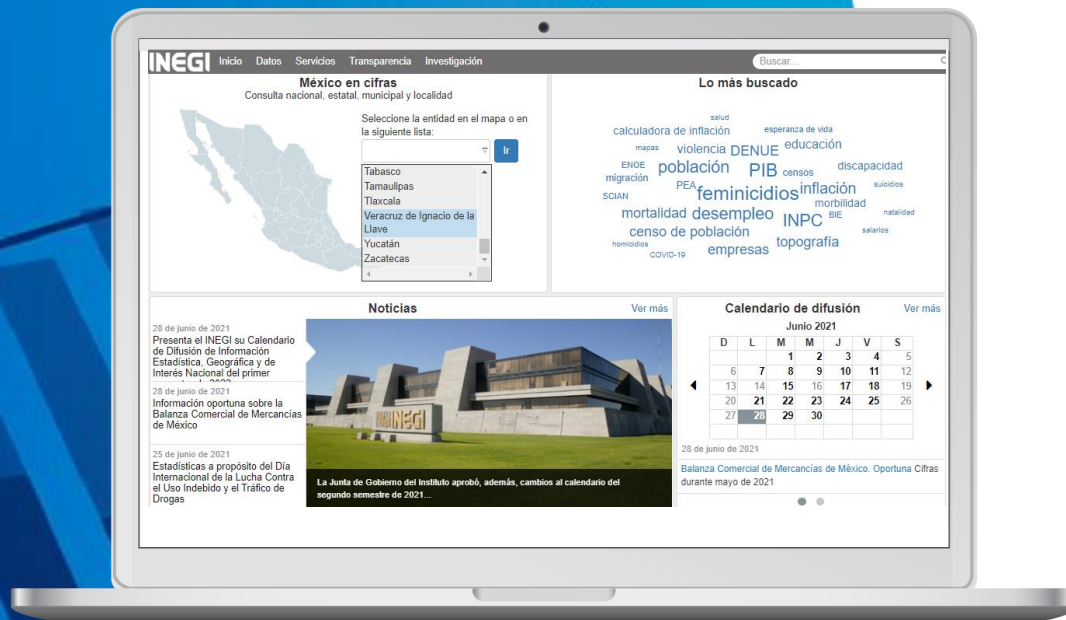 INEGI Inicio Datos Servicios Transparencia Investigación Buscar...
México en cifras
Consulta nacional, estatal, municipal y localidad
Seleccione la entidad en el mapa o en
la siguiente lista:
Ir
Tabasco
Tamaulipas
Tlaxcala
Veracruz de Ignacio de la
Llave
Yucatán
Zacatecas
Lo más buscado
salud
calculadora de inflación esperanza de vida
mapas violencia DENUE educación
ENOE población PIB censos discapacidad
migración PEA feminicidios inflación suicidios
SCIAN morbilidad
mortalidad desempleo INPC BIE natalidad
censo de población salarios
homicidios empresas topografía
COVID-19
Noticias Ver más
28 de junio de 2021
Presenta el INEGI su Calendario
de Difusión de Información
Estadística, Geográfica y de
Interés Nacional del primer
28 de junio de 2021
Información oportuna sobre la
Balanza Comercial de Mercancías
de México
25 de junio de 2021
Estadísticas a propósito del Día
Internacional de la Lucha Contra
el Uso Indebido y el Tráfico de
Drogas
INEGI
La Junta de Gobierno del Instituto aprobó, además, cambios al calendario del
segundo semestre de 2021...
Calendario de difusión Ver más
Junio 2021
D L M M J V S
1 2 3 4 5
6 7 8 9 10 11 12
13 14 15 16 17 18 19
20 21 22 23 24 25 26
27 28 29 30
28 de junio de 2021
Balanza Comercial de Mercancías de México. Oportuna Cifras
durante mayo de 2021